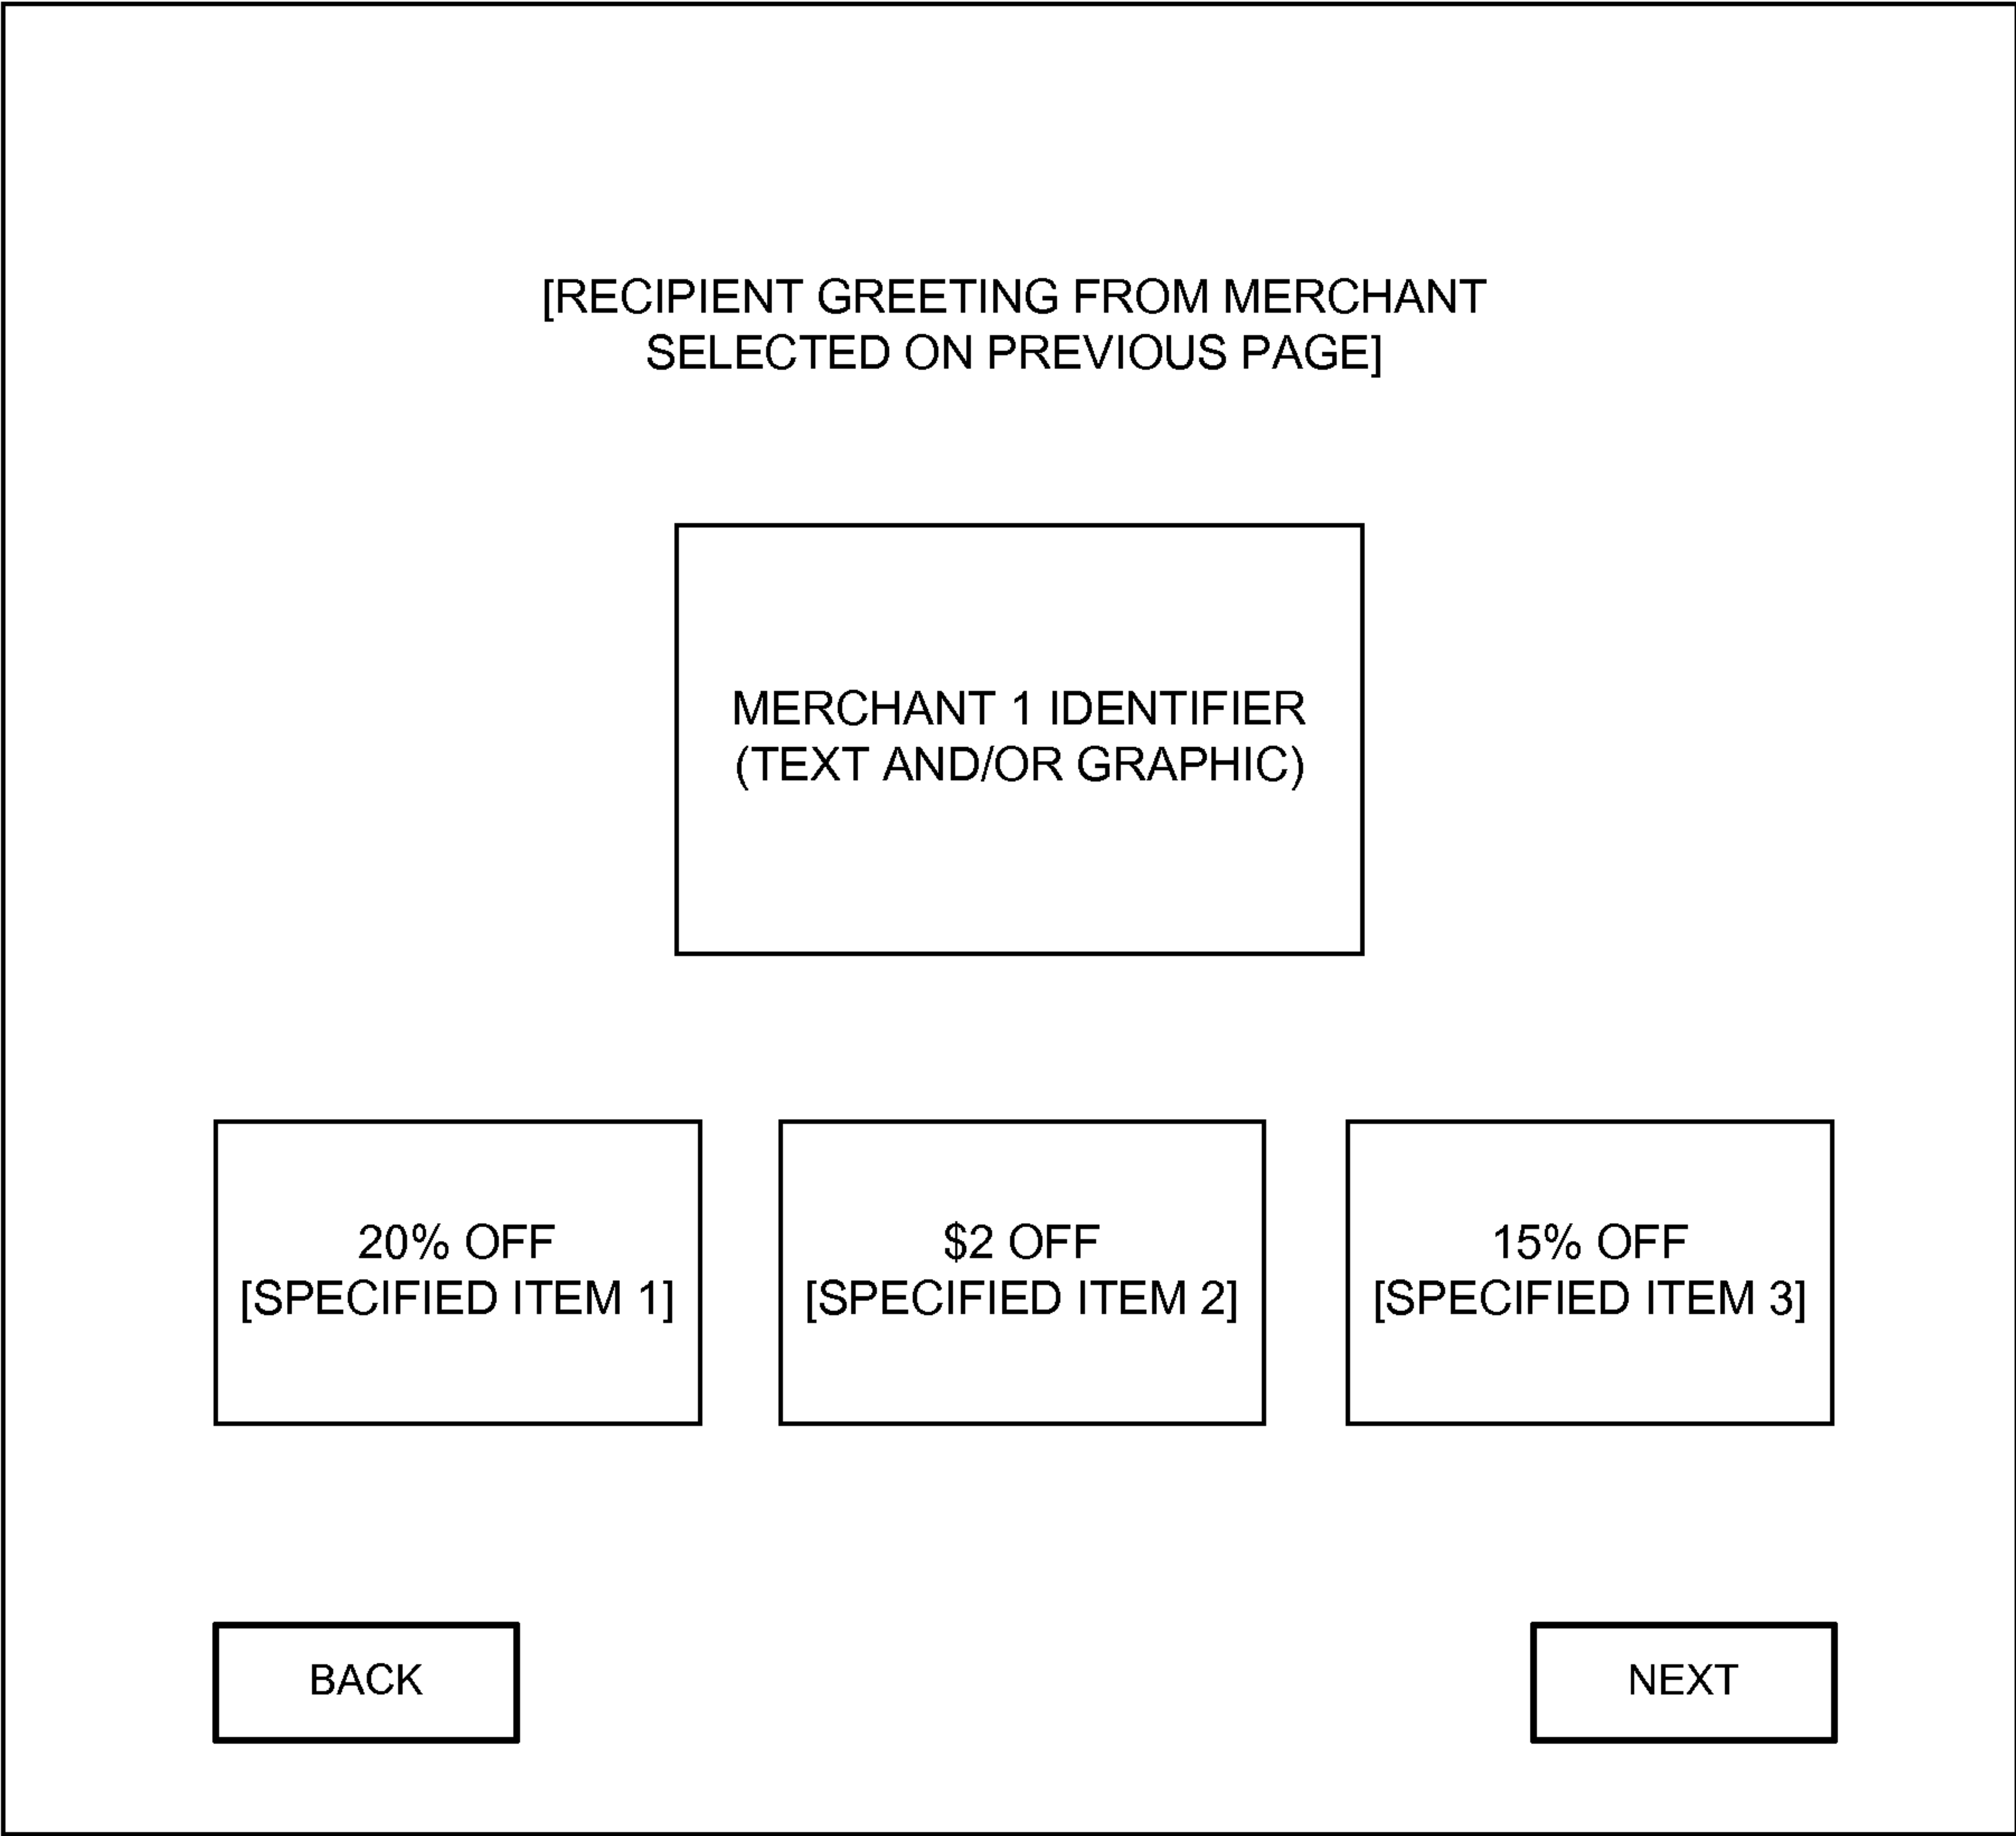 [RECIPIENT GREETING FROM MERCHANT
SELECTED ON PREVIOUS PAGE]
MERCHANT 1 IDENTIFIER
(TEXT AND/OR GRAPHIC)
20% OFF
[SPECIFIED ITEM 1]
$2 OFF
[SPECIFIED ITEM 2]
15% OFF
[SPECIFIED ITEM 3]
BACK
NEXT